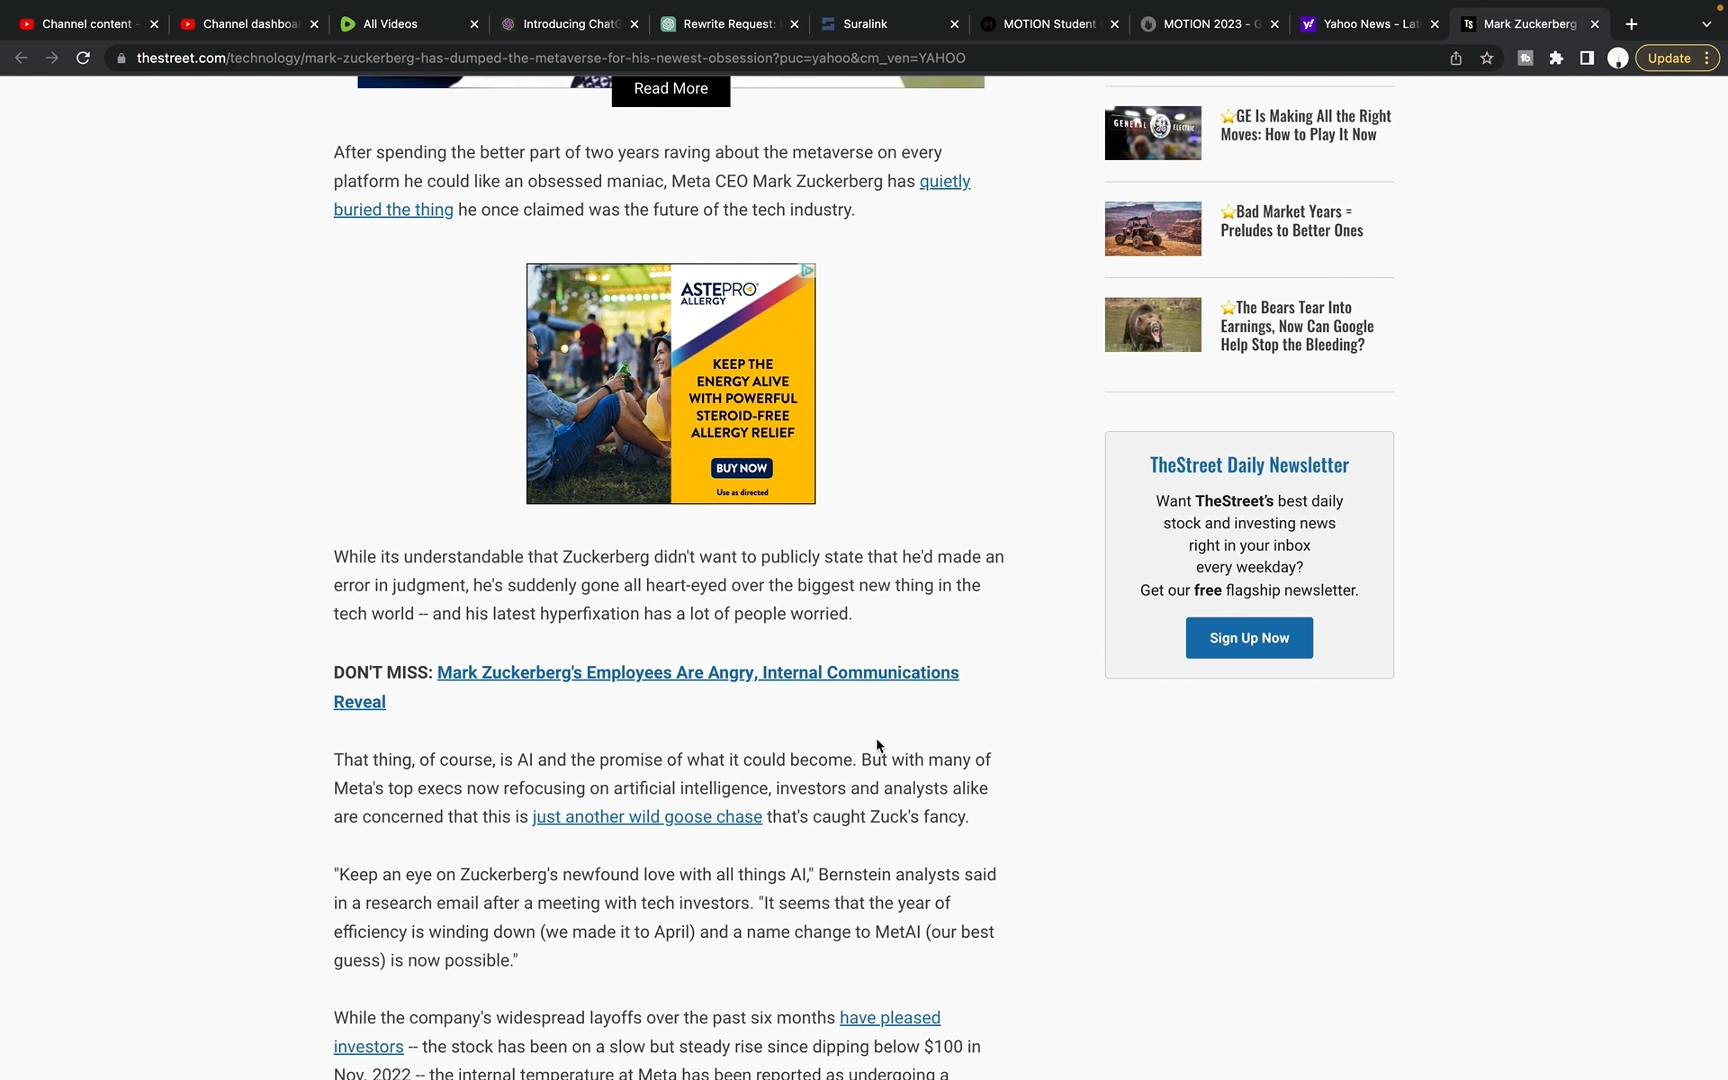 Channel content -
Channel dashboa
All Videos
Introducing ChatG
Rewrite Request:
Suralink
MOTION Student
MOTION 2023 - G
Yahoo News - Lat
Mark Zuckerberg
thestreet.com/technology/mark-zuckerberg-has-dumped-the-metaverse-for-his-newest-obsession?puc=yahoo&cm_ven=YAHOO
Update
Read More
After spending the better part of two years raving about the metaverse on every
platform he could like an obsessed maniac, Meta CEO Mark Zuckerberg has quietly
buried the thing he once claimed was the future of the tech industry.
ASTEPRO
ALLERGY
KEEP THE
ENERGY ALIVE
WITH POWERFUL
STEROID-FREE
ALLERGY RELIEF
BUY NOW
Use as directed
While its understandable that Zuckerberg didn't want to publicly state that he'd made an
error in judgment, he's suddenly gone all heart-eyed over the biggest new thing in the
tech world -- and his latest hyperfixation has a lot of people worried.
DON'T MISS: Mark Zuckerberg's Employees Are Angry, Internal Communications
Reveal
That thing, of course, is AI and the promise of what it could become. But with many of
Meta's top execs now refocusing on artificial intelligence, investors and analysts alike
are concerned that this is just another wild goose chase that's caught Zuck's fancy.
"Keep an eye on Zuckerberg's newfound love with all things AI," Bernstein analysts said
in a research email after a meeting with tech investors. "It seems that the year of
efficiency is winding down (we made it to April) and a name change to MetAI (our best
guess) is now possible."
While the company's widespread layoffs over the past six months have pleased
investors -- the stock has been on a slow but steady rise since dipping below $100 in
Nov. 2022 -- the internal temperature at Meta has been reported as undergoing a
GENERAL ELECTRIC
⭐GE Is Making All the Right
Moves: How to Play It Now
⭐Bad Market Years =
Preludes to Better Ones
⭐The Bears Tear Into
Earnings, Now Can Google
Help Stop the Bleeding?
TheStreet Daily Newsletter
Want TheStreet's best daily
stock and investing news
right in your inbox
every weekday?
Get our free flagship newsletter.
Sign Up Now